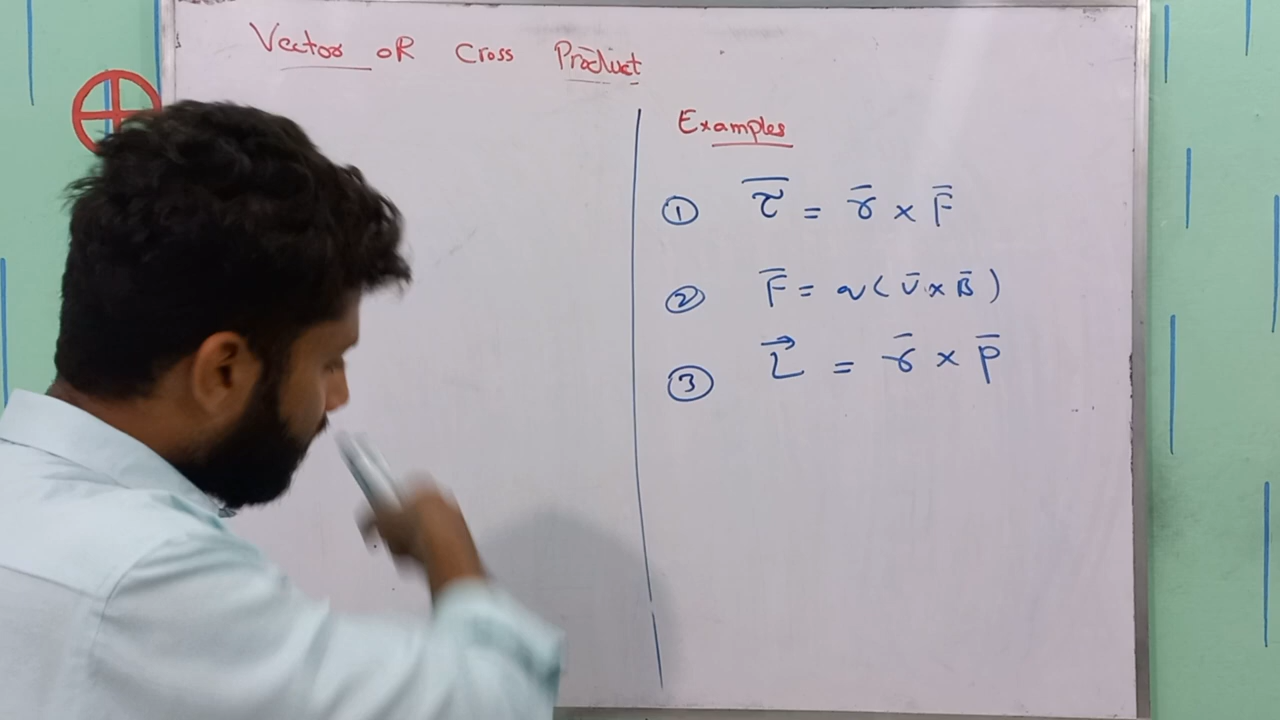 Vector OR Cross Product
Examples
① τ̅ = r̅ × F̅
② F̅ = q(v̅ × B̅)
③ L⃗ = r̅ × p̅